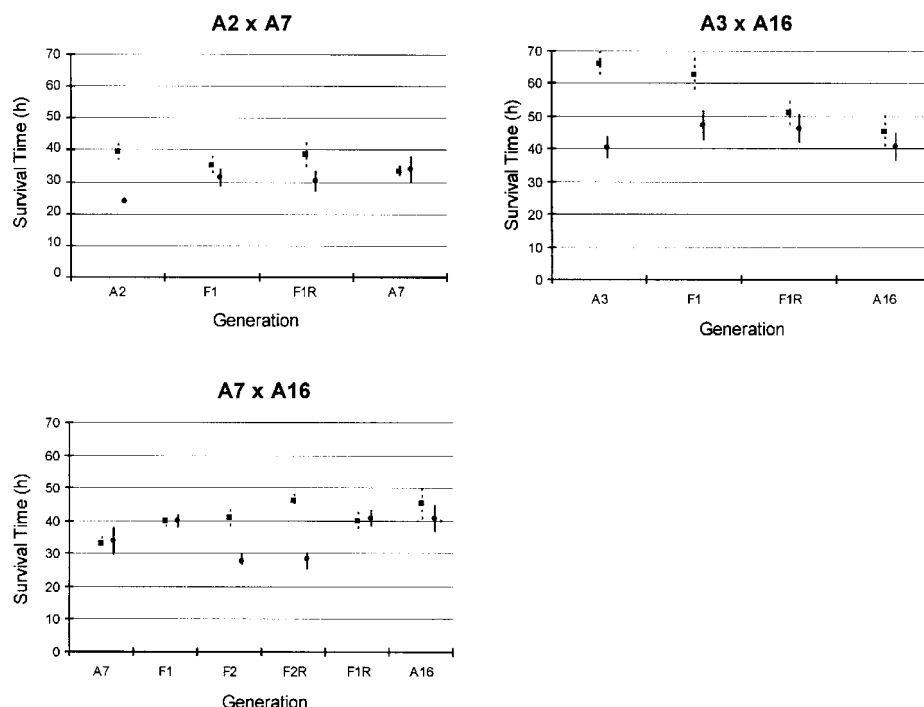 A2 x A7
Survival Time (h)
70
60
50
40
30
20
10
0
A2 F1 F1R A7
Generation
A3 x A16
Survival Time (h)
70
60
50
40
30
20
10
0
A3 F1 F1R A16
Generation
A7 x A16
Survival Time (h)
70
60
50
40
30
20
10
0
A7 F1 F2 F2R F1R A16
Generation